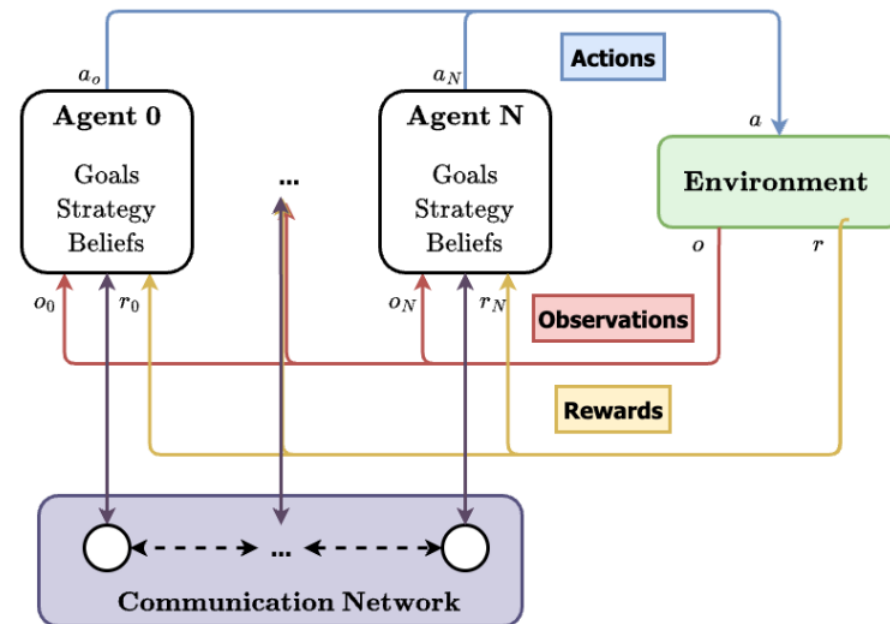 Actions
a_o
a_N
a
Agent 0
Goals
Strategy
Beliefs
...
Agent N
Goals
Strategy
Beliefs
Environment
o
r
o_0
r_0
o_N
r_N
Observations
Rewards
...
Communication Network